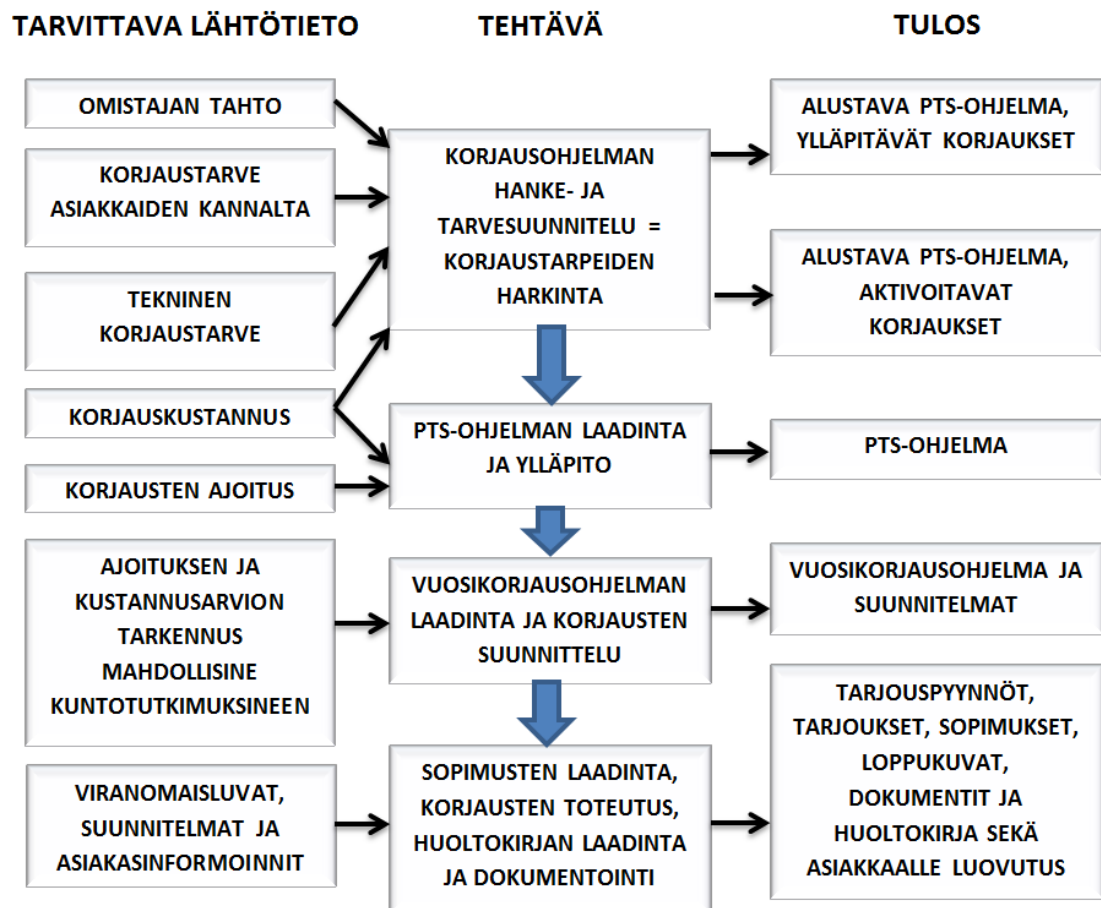 TARVITTAVA LÄHTÖTIETO
TEHTÄVÄ
TULOS
OMISTAJAN TAHTO
KORJAUSTARVE
ASIAKKAIDEN KANNALTA
TEKNINEN
KORJAUSTARVE
KORJAUSKUSTANNUS
KORJAUSTEN AJOITUS
AJOITUKSEN JA
KUSTANNUSARVION
TARKENNUS
MAHDOLLISINE
KUNTOTUTKIMUKSINEEN
VIRANOMAISLUVAT,
SUUNNITELMAT JA
ASIAKASINFORMOINNIT
KORJAUSOHJELMAN
HANKE- JA
TARVESUUNNITELU =
KORJAUSTARPEIDEN
HARKINTA
PTS-OHJELMAN LAADINTA
JA YLLÄPITO
VUOSIKORJAUSOHJELMAN
LAADINTA JA KORJAUSTEN
SUUNNITTELU
SOPIMUSTEN LAADINTA,
KORJAUSTEN TOTEUTUS,
HUOLTOKIRJAN LAADINTA
JA DOKUMENTOINTI
ALUSTAVA PTS-OHJELMA,
YLLÄPITÄVÄT KORJAUKSET
ALUSTAVA PTS-OHJELMA,
AKTIVOITAVAT
KORJAUKSET
PTS-OHJELMA
VUOSIKORJAUSOHJELMA JA
SUUNNITELMAT
TARJOUSPYYNNÖT,
TARJOUKSET, SOPIMUKSET,
LOPPUKUVAT,
DOKUMENTIT JA
HUOLTOKIRJA SEKÄ
ASIAKKAALLE LUOVUTUS